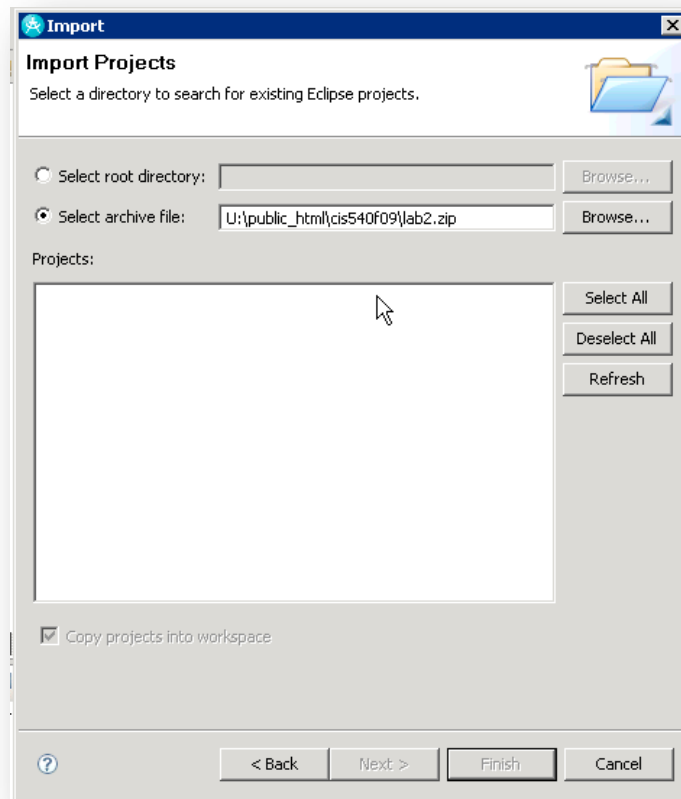 Import
Import Projects
Select a directory to search for existing Eclipse projects.
Select root directory: Browse...
Select archive file: U:\public_html\cis540f09\lab2.zip Browse...
Projects:
Select All
Deselect All
Refresh
Copy projects into workspace
? < Back Next > Finish Cancel